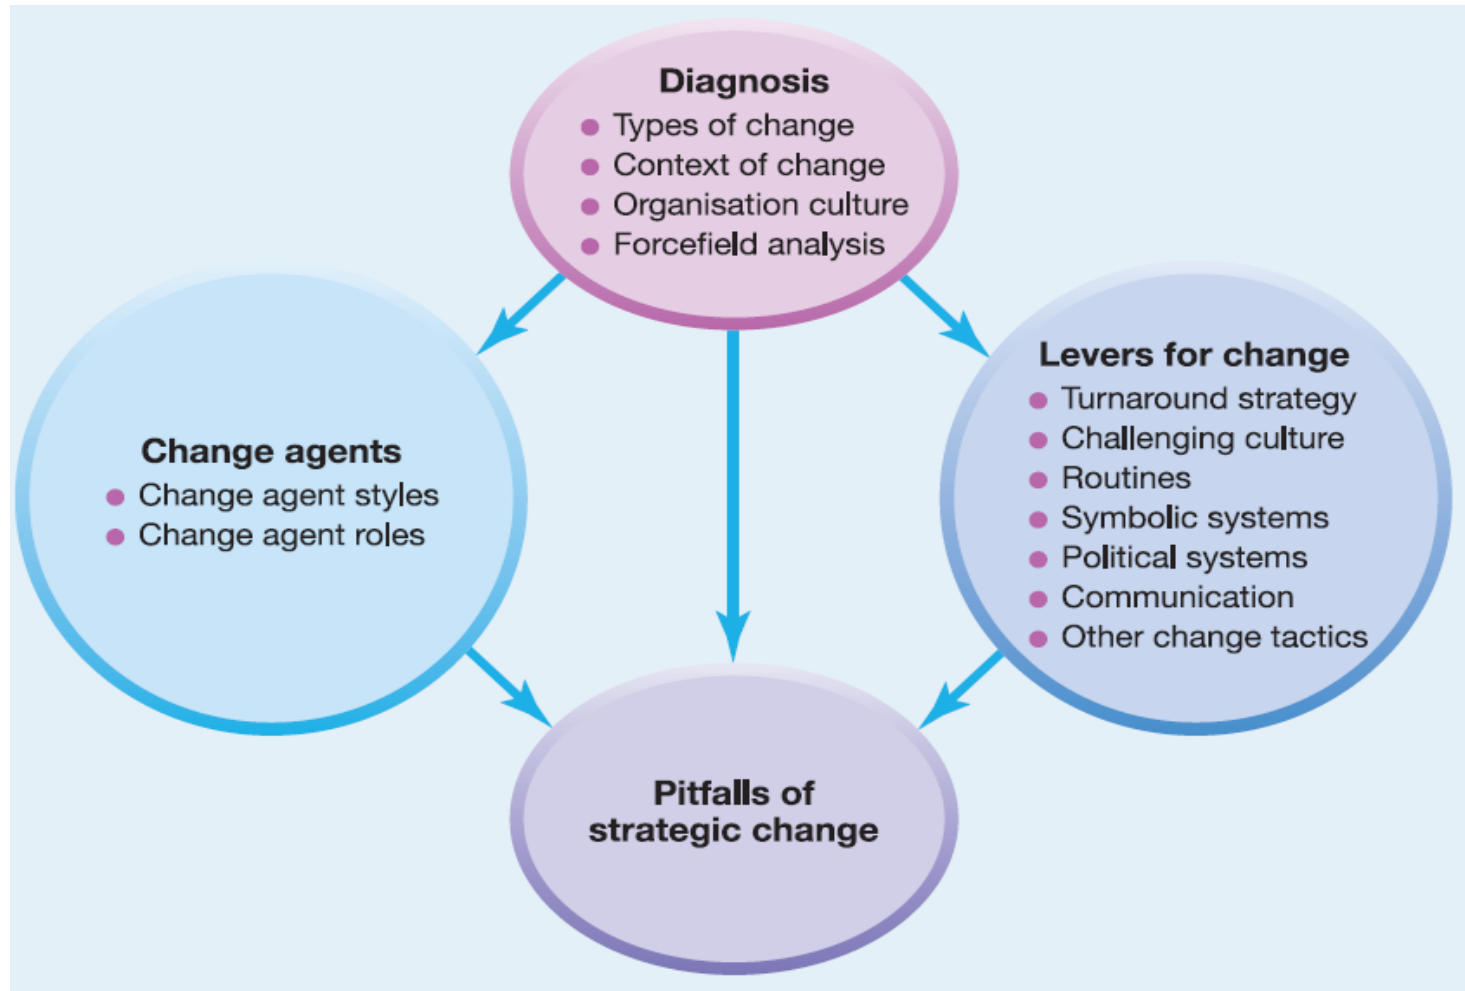 Diagnosis
Types of change
Context of change
Organisation culture
Forcefield analysis
Change agents
Change agent styles
Change agent roles
Levers for change
Turnaround strategy
Challenging culture
Routines
Symbolic systems
Political systems
Communication
Other change tactics
Pitfalls of
strategic change